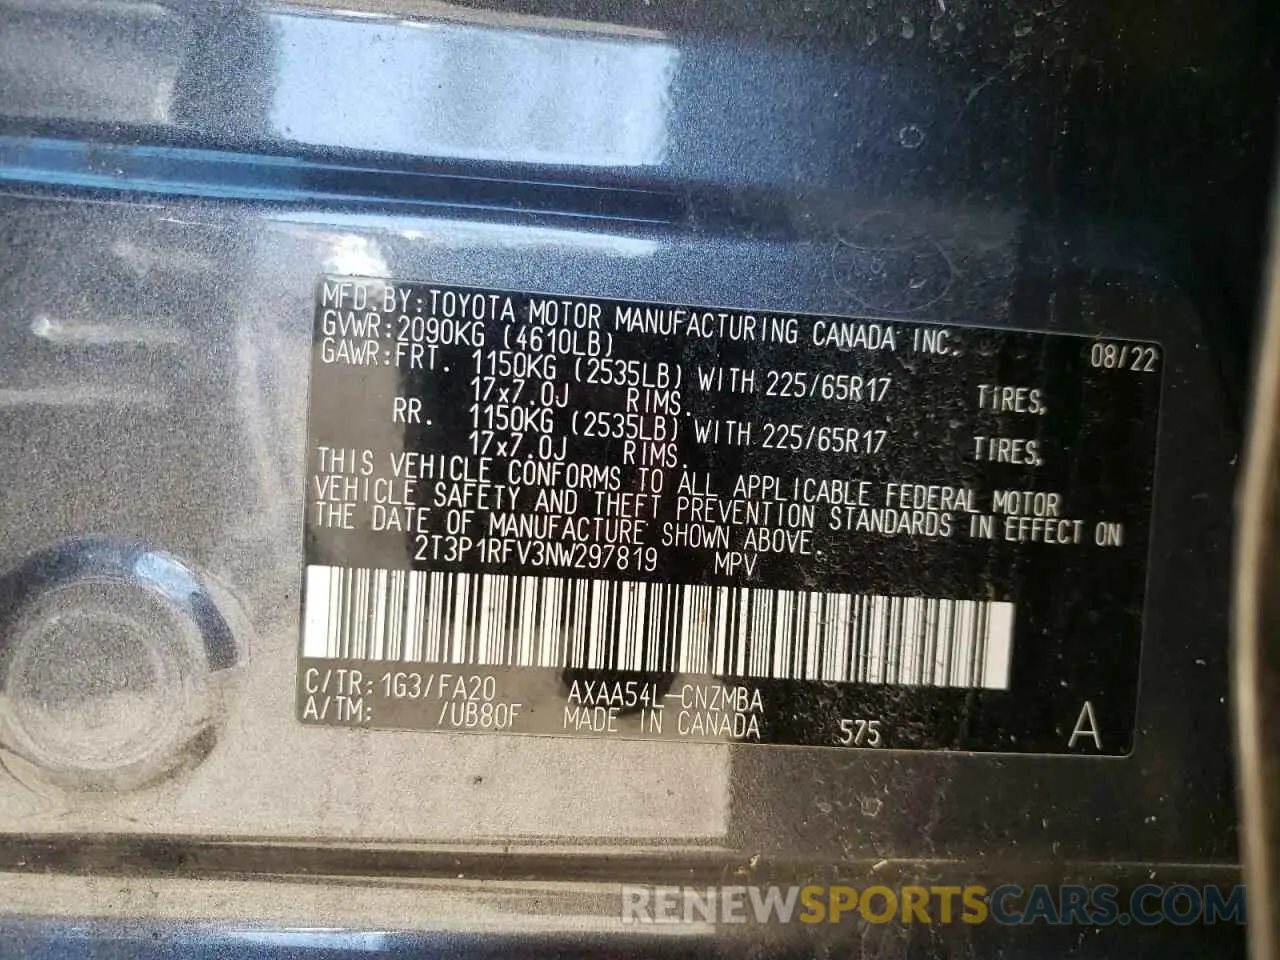 MFD.BY:TOYOTA MOTOR MANUFACTURING CANADA INC.
GVWR:2090KG (4610LB) 08/22
GAWR:FRT. 1150KG (2535LB) WITH 225/65R17 TIRES,
17x7.0J RIMS.
RR. 1150KG (2535LB) WITH 225/65R17 TIRES,
17x7.0J RIMS.
THIS VEHICLE CONFORMS TO ALL APPLICABLE FEDERAL MOTOR
VEHICLE SAFETY AND THEFT PREVENTION STANDARDS IN EFFECT ON
THE DATE OF MANUFACTURE SHOWN ABOVE.
2T3P1RFV3NW297819 MPV
C/TR:1G3/FA20 AXAA54L-CNZMBA
A/TM: /UB80F MADE IN CANADA 575 A
RENEWSPORTSCARS.COM